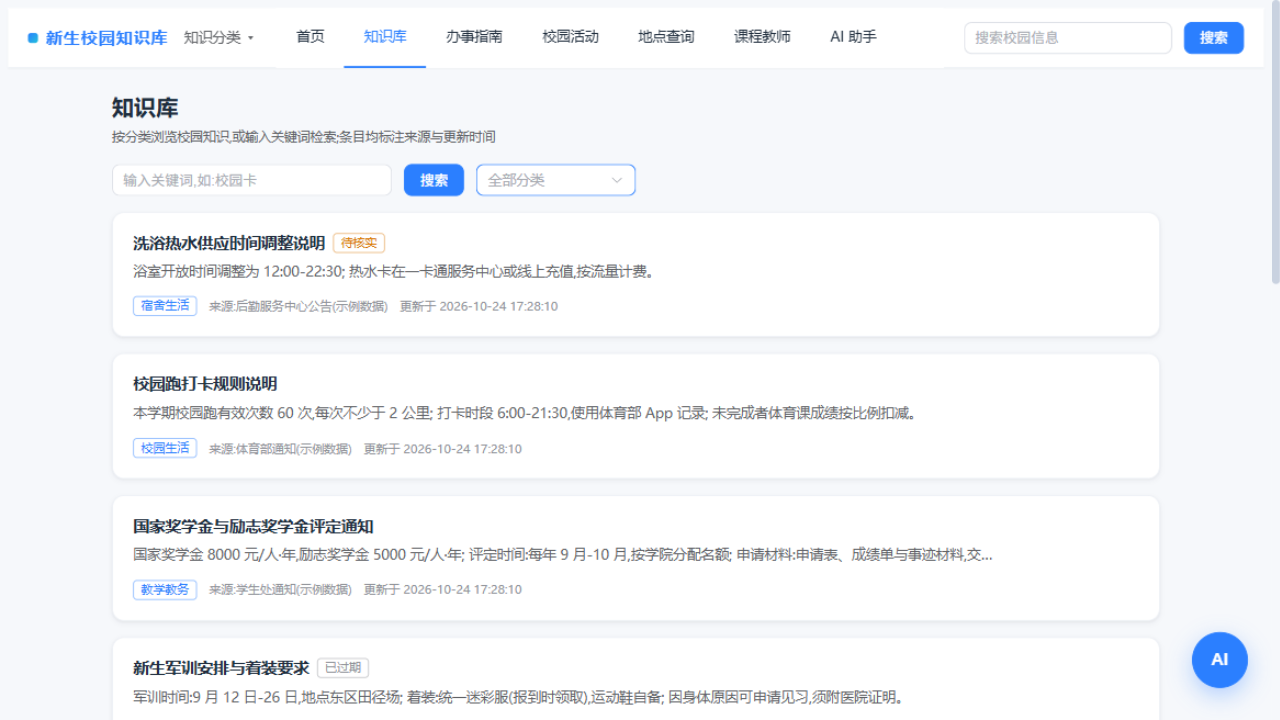 新生校园知识库 知识分类 首页 知识库 办事指南 校园活动 地点查询 课程教师 AI 助手 搜索校园信息 搜索
知识库
按分类浏览校园知识,或输入关键词检索;条目均标注来源与更新时间
输入关键词,如:校园卡 搜索 全部分类
洗浴热水供应时间调整说明 待核实
浴室开放时间调整为 12:00-22:30; 热水卡在一卡通服务中心或线上充值,按流量计费。
宿舍生活 来源:后勤服务中心公告(示例数据) 更新于 2026-10-24 17:28:10
校园跑打卡规则说明
本学期校园跑有效次数 60 次,每次不少于 2 公里; 打卡时段 6:00-21:30,使用体育部 App 记录; 未完成者体育课成绩按比例扣减。
校园生活 来源:体育部通知(示例数据) 更新于 2026-10-24 17:28:10
国家奖学金与励志奖学金评定通知
国家奖学金 8000 元/人·年,励志奖学金 5000 元/人·年; 评定时间:每年 9 月-10 月,按学院分配名额; 申请材料:申请表、成绩单与事迹材料,交...
教学教务 来源:学生处通知(示例数据) 更新于 2026-10-24 17:28:10
AI
新生军训安排与着装要求 已过期
军训时间:9 月 12 日-26 日,地点东区田径场; 着装:统一迷彩服(报到时领取),运动鞋自备; 因身体原因可申请见习,须附医院证明。